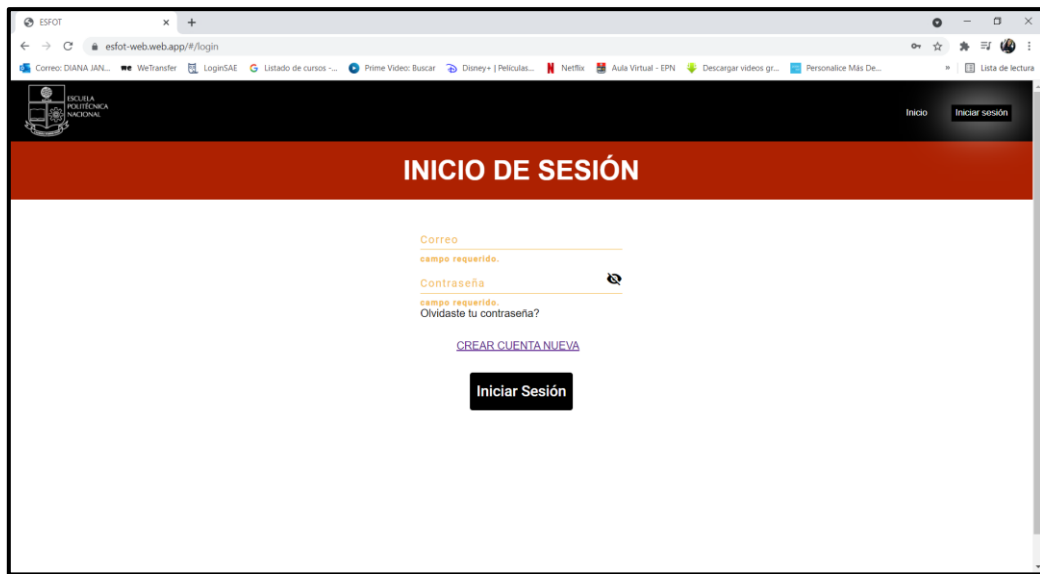 ESFOT
esfot-web.web.app/#/login
Correo: DIANA JAN... we WeTransfer LoginSAE G Listado de cursos -... Prime Video: Buscar Disney+ | Películas... N Netflix Aula Virtual - EPN Descargar videos gr... Personalice Más De... » Lista de lectura
ESCUELA
POLITÉCNICA
NACIONAL
Inicio Iniciar sesión
INICIO DE SESIÓN
Correo
campo requerido.
Contraseña
campo requerido.
Olvidaste tu contraseña?
CREAR CUENTA NUEVA
Iniciar Sesión